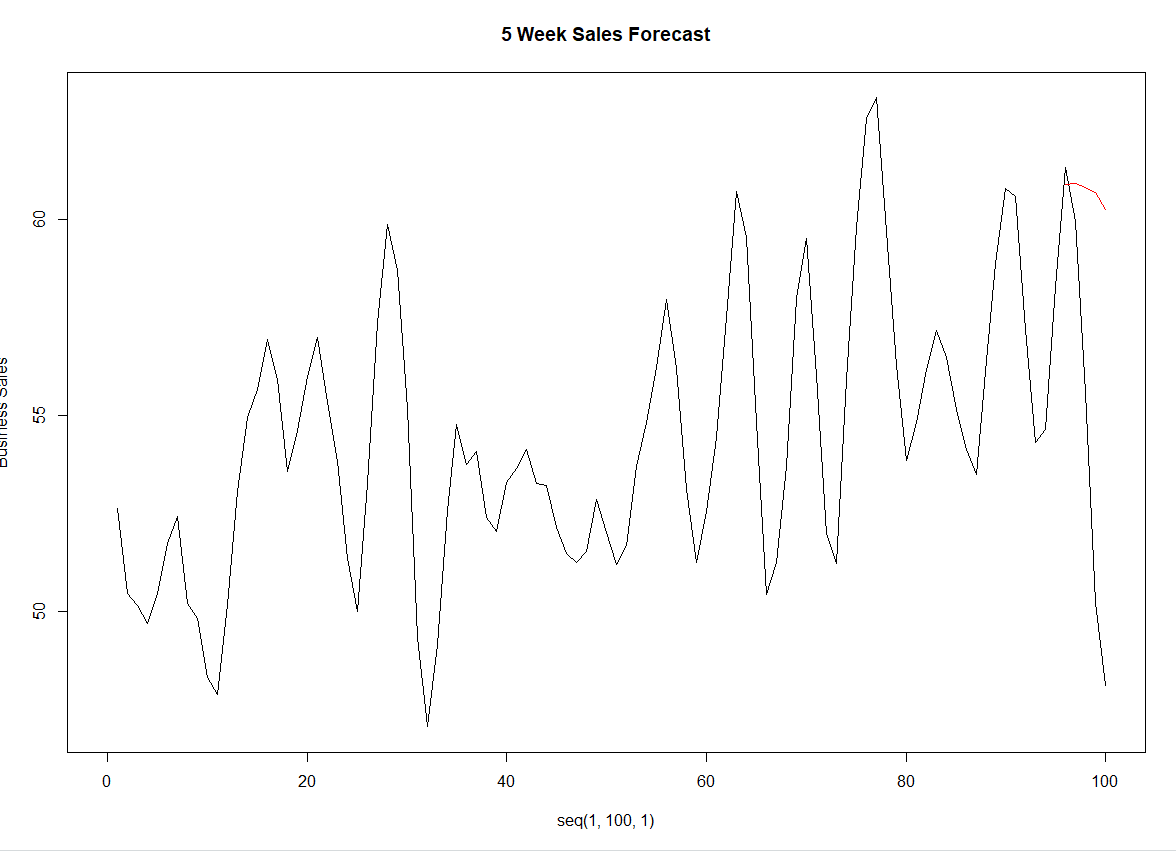 5 Week Sales Forecast
Business Sales
60
55
50
0 20 40 60 80 100
seq(1, 100, 1)